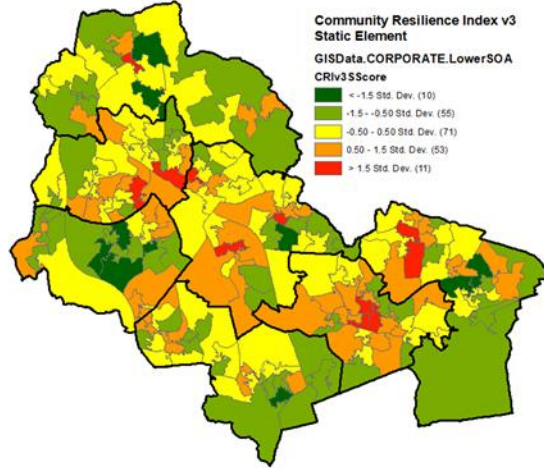 Community Resilience Index v3
Static Element
GISData.CORPORATE.LowerSOA
CRIv3SScore
< -1.5 Std. Dev. (10)
-1.5 - -0.50 Std. Dev. (55)
-0.50 - 0.50 Std. Dev. (71)
0.50 - 1.5 Std. Dev. (53)
> 1.5 Std. Dev. (11)